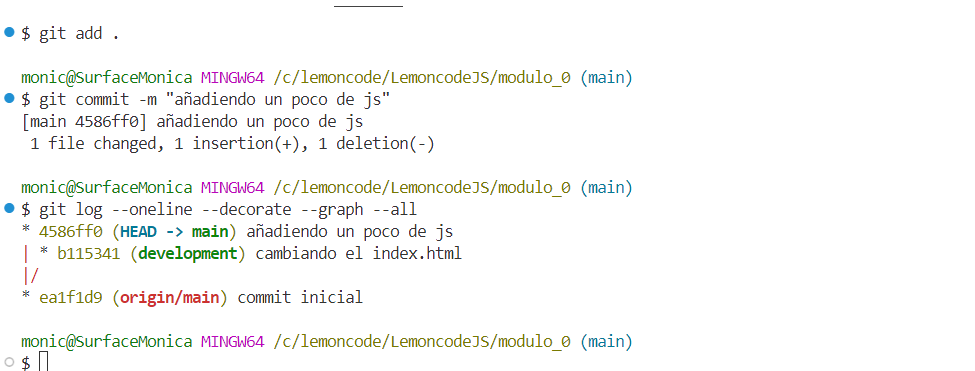 $ git add .
monic@SurfaceMonica MINGW64 /c/lemoncode/LemoncodeJS/modulo_0 (main)
$ git commit -m "añadiendo un poco de js"
[main 4586ff0] añadiendo un poco de js
 1 file changed, 1 insertion(+), 1 deletion(-)
monic@SurfaceMonica MINGW64 /c/lemoncode/LemoncodeJS/modulo_0 (main)
$ git log --oneline --decorate --graph --all
* 4586ff0 (HEAD -> main) añadiendo un poco de js
| * b115341 (development) cambiando el index.html
|/
* ea1f1d9 (origin/main) commit inicial
monic@SurfaceMonica MINGW64 /c/lemoncode/LemoncodeJS/modulo_0 (main)
$